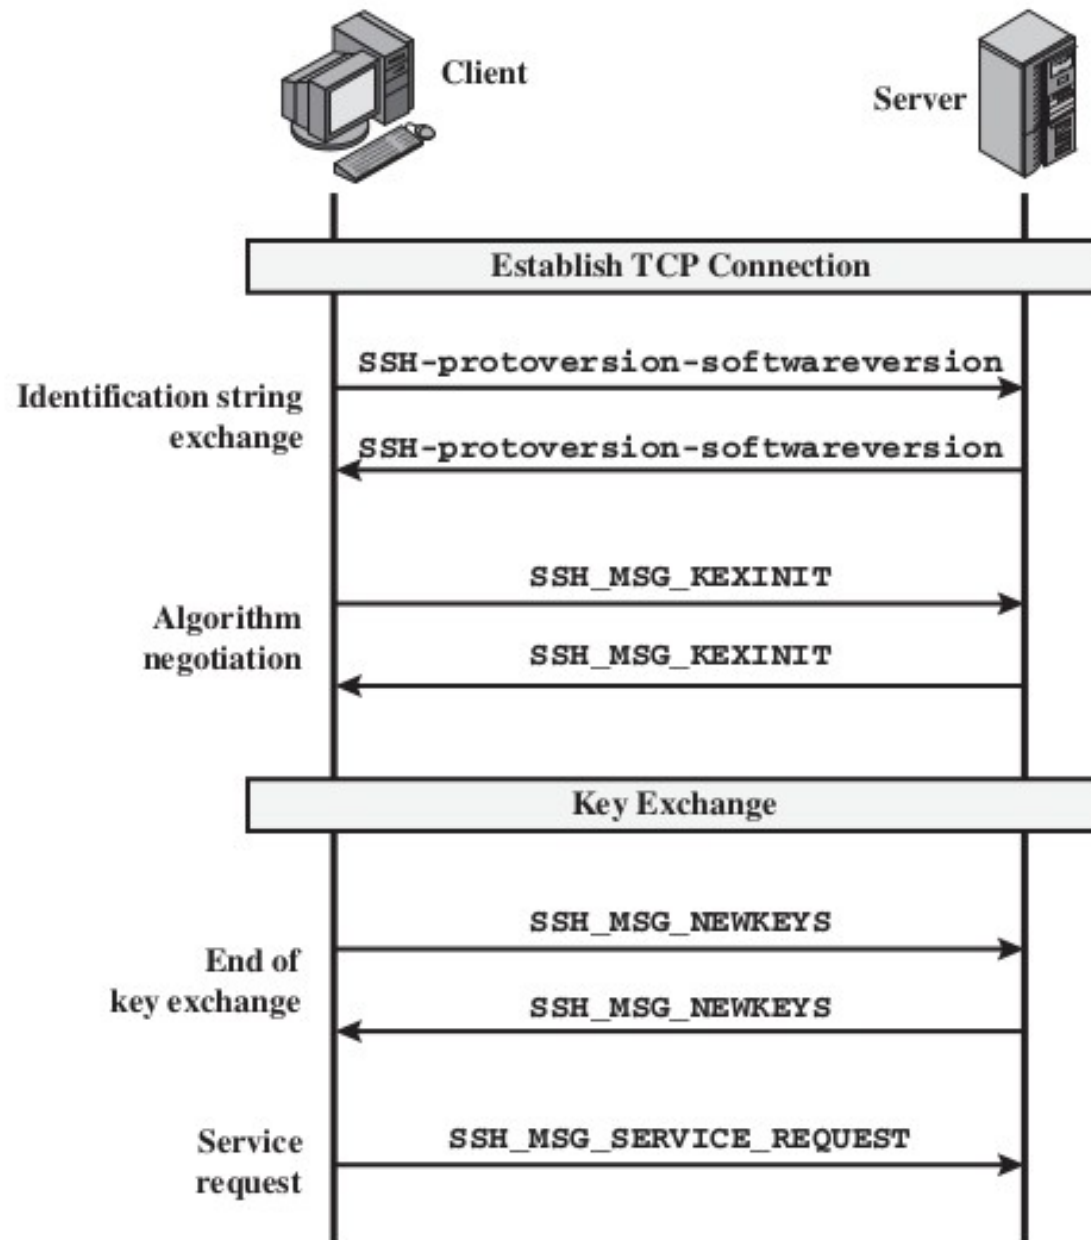 Client
Server
Establish TCP Connection
SSH-protoversion-softwareversion
Identification string
exchange
SSH-protoversion-softwareversion
SSH_MSG_KEXINIT
Algorithm
negotiation
SSH_MSG_KEXINIT
Key Exchange
SSH_MSG_NEWKEYS
End of
key exchange
SSH_MSG_NEWKEYS
Service
request
SSH_MSG_SERVICE_REQUEST